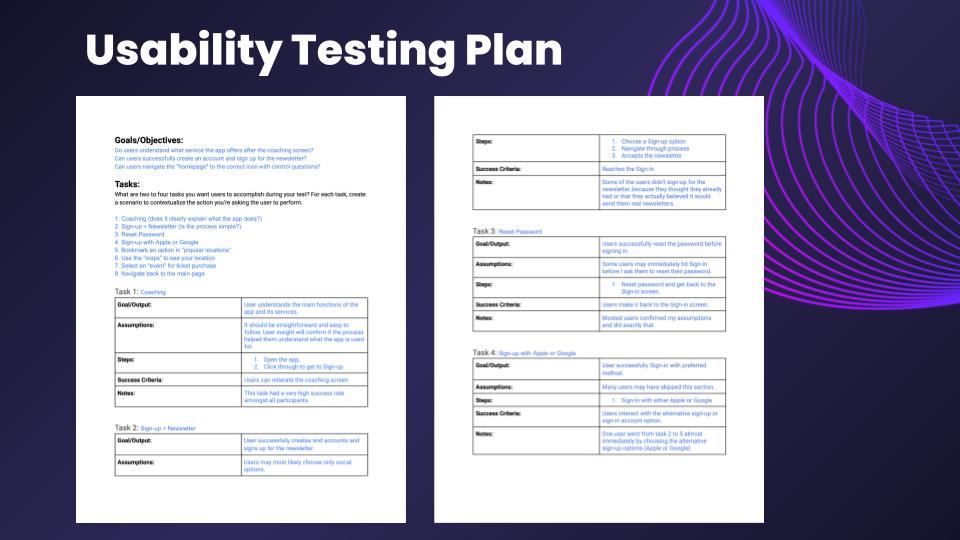 Usability Testing Plan
Goals/Objectives:
Do users understand what service the app offers after the coaching screen?
Can users successfully create an account and sign up for the newsletter?
Can users navigate the "homepage" to the correct icon with control questions?
Tasks:
What are two to four tasks you want users to accomplish during your test? For each task, create
a scenario to contextualize the action you're asking the user to perform.
1. Coaching (does it clearly explain what the app does?)
2. Sign-up + Newsletter (Is the process simple?)
3. Reset Password
4. Sign-up with Apple or Google
5. Bookmark an option in "popular locations"
6. Use the "maps" to see your location
7. Select an "event" for ticket purchase
8. Navigate back to the main page.
Task 1: Coaching
Goal/Output:
User understands the main functions of the
app and its services.
Assumptions:
It should be straightforward and easy to
follow. User insight will confirm if the process
helped them understand what the app is used
for.
Steps:
1. Open the app,
2. Click through to get to Sign-up.
Success Criteria:
Users can reiterate the coaching screen
Notes:
This task had a very high success rate
amongst all participants.
Task 2: Sign-up + Newsletter
Goal/Output:
User successfully creates and accounts and
signs up for the newsletter.
Assumptions:
Users may most likely choose only social
options.
Steps:
1. Choose a Sign-up option
2. Navigate through process
3. Accepts the newsletter
Success Criteria:
Reaches the Sign-In
Notes:
Some of the users didn't sign-up for the
newsletter, because they thought they already
had or that they actually believed it would
send them real newsletters.
Task 3: Reset Password
Goal/Output:
Users successfully reset the password before
signing in.
Assumptions:
Some users may immediately hit Sign-in
before I ask them to reset their password.
Steps:
1. Reset password and get back to the
Sign-in screen.
Success Criteria:
Users make it back to the Sign-in screen.
Notes:
Mosted users confirmed my assumptions
and did exactly that.
Task 4: Sign-up with Apple or Google
Goal/Output:
User successfully Sign-in with preferred
method.
Assumptions:
Many users may have skipped this section.
Steps:
1. Sign-In with either Apple or Google
Success Criteria:
Users interact with the alternative sign-up or
sign-in account option.
Notes:
One user went from task 2 to 5 almost
immediately by choosing the alternative
sign-up options (Apple or Google)